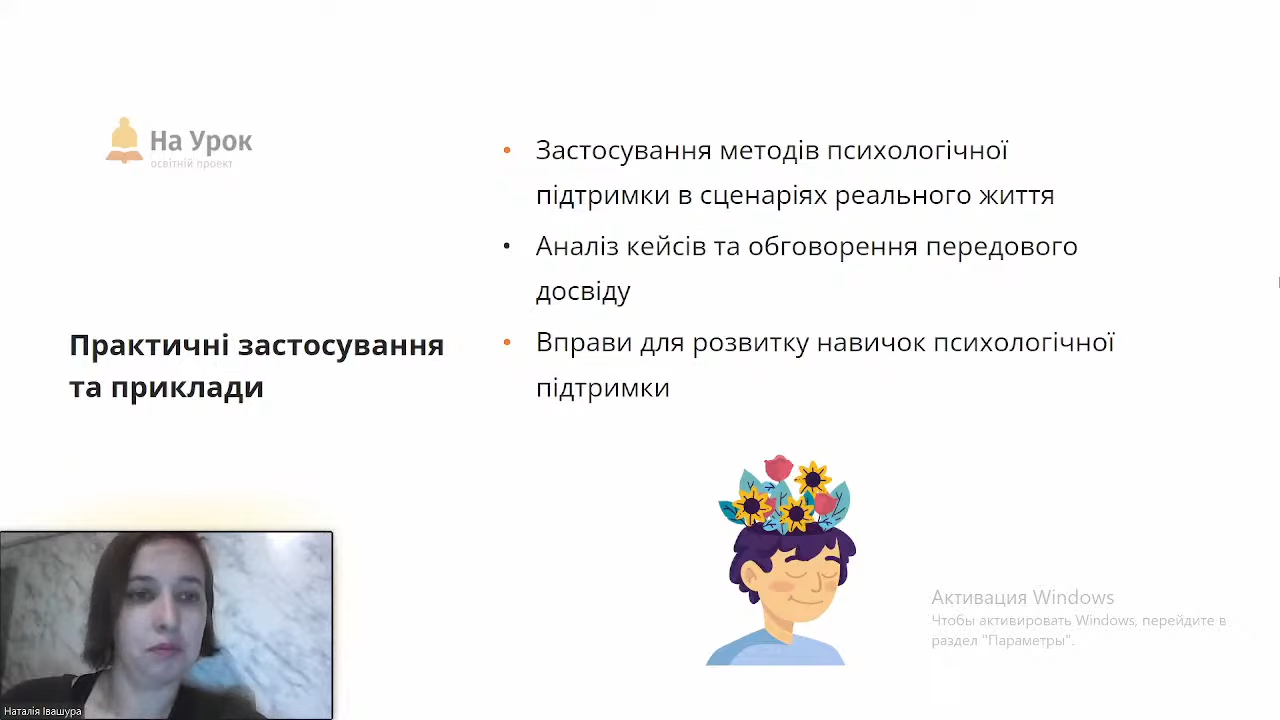 На Урок
освітній проект
Практичні застосування
та приклади
• Застосування методів психологічної
підтримки в сценаріях реального життя
• Аналіз кейсів та обговорення передового
досвіду
• Вправи для розвитку навичок психологічної
підтримки
Активация Windows
Чтобы активировать Windows, перейдите в
раздел "Параметры".
Наталія Івашура